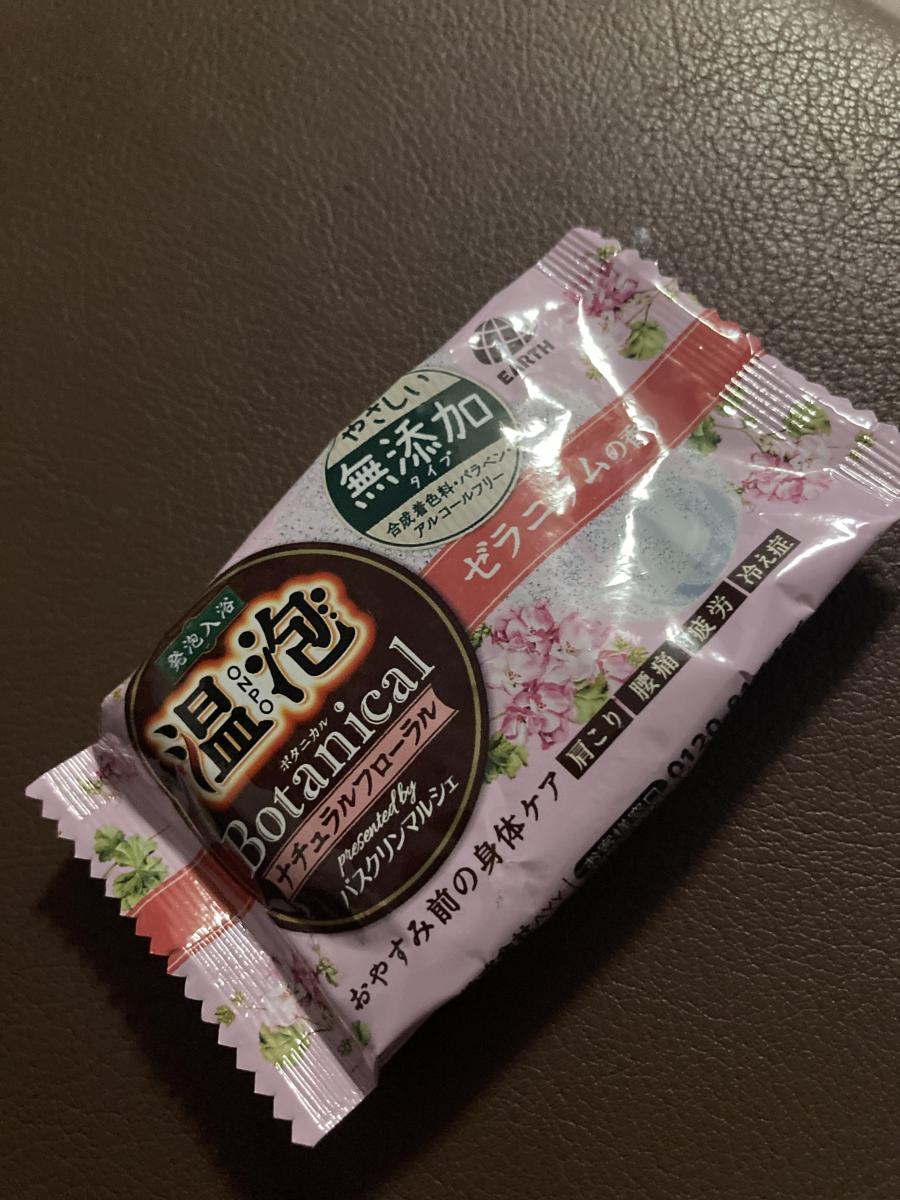 EARTH
やさしい
無添加
タイプ
合成着色料・パラベン・
アルコールフリー
ゼラニウムの香り
発泡入浴
温泡
ONPO
ボタニカル
Botanical
ナチュラルフローラル
presented by
バスクリンマルシェ
おやすみ前の身体ケア
肩こり
腰痛
疲労
冷え症
0120